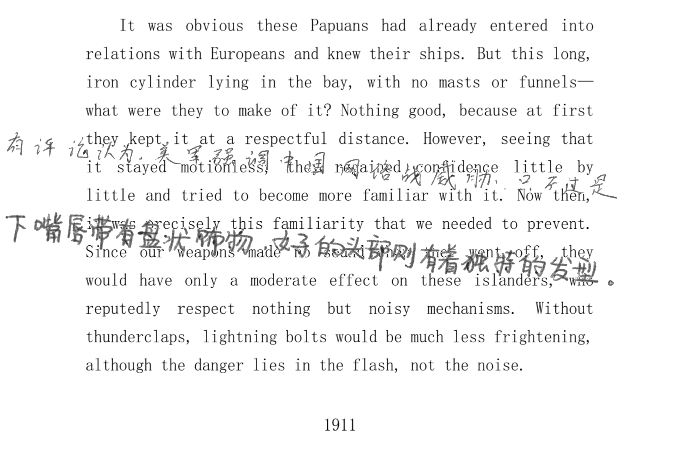 It was obvious these Papuans had already entered into
relations with Europeans and knew their ships. But this long,
iron cylinder lying in the bay, with no masts or funnels—
what were they to make of it? Nothing good, because at first
they kept it at a respectful distance. However, seeing that
有评论认为，美军强调中国网络战威胁，只不过是
it stayed motionless, they regained confidence little by
little and tried to become more familiar with it. Now then,
it was precisely this familiarity that we needed to prevent.
下嘴唇带有盘状饰物，女子的头部则有着独特的发型。
Since our weapons made no sound when they went off, they
would have only a moderate effect on these islanders, who
reputedly respect nothing but noisy mechanisms. Without
thunderclaps, lightning bolts would be much less frightening,
although the danger lies in the flash, not the noise.
1911